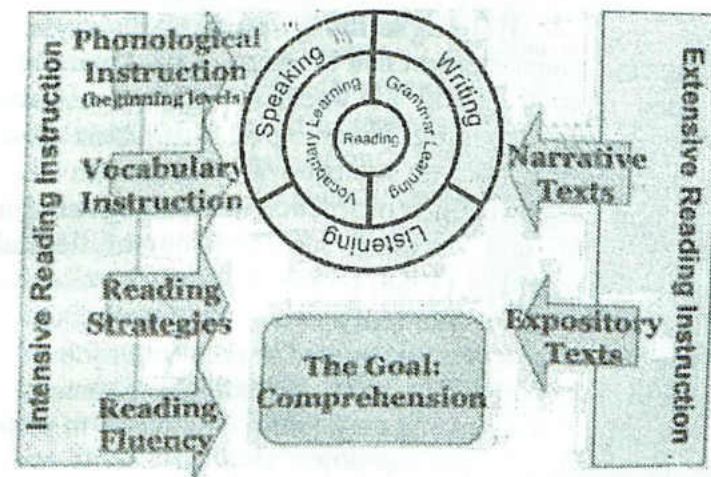 Intensive Reading Instruction
Phonological
Instruction
(beginning levels)
Vocabulary
Instruction
Reading
Strategies
Reading
Fluency
Speaking
Writing
Listening
Vocabulary Learning
Grammar Learning
Reading
The Goal:
Comprehension
Narrative
Texts
Expository
Texts
Extensive Reading Instruction